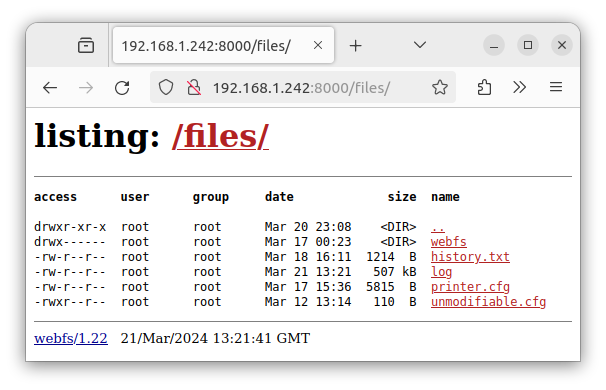 192.168.1.242:8000/files/
192.168.1.242:8000/files/
listing: /files/
access user group date size name
drwxr-xr-x root root Mar 20 23:08 <DIR> ..
drwx------ root root Mar 17 00:23 <DIR> webfs
-rw-r--r-- root root Mar 18 16:11 1214 B history.txt
-rw-r--r-- root root Mar 21 13:21 507 kB log
-rw-r--r-- root root Mar 17 15:36 5815 B printer.cfg
-rwxr--r-- root root Mar 12 13:14 110 B unmodifiable.cfg
webfs/1.22 21/Mar/2024 13:21:41 GMT